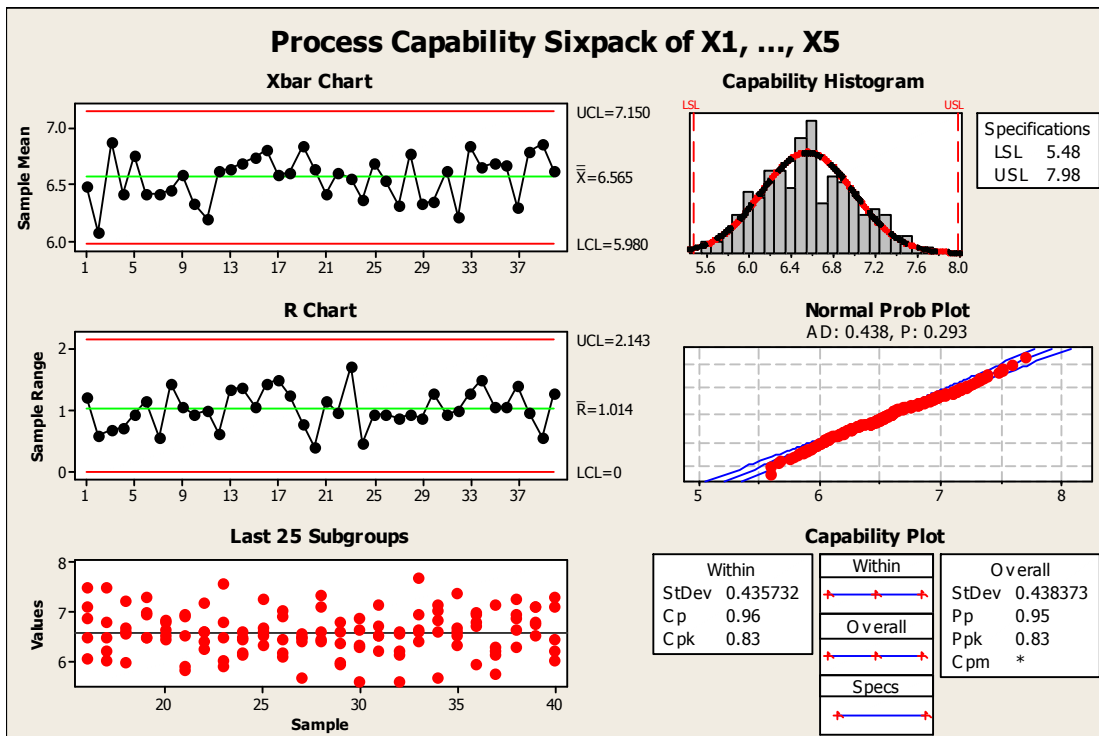 Process Capability Sixpack of X1, ..., X5
Xbar Chart
Sample Mean
7.0
6.5
6.0
1 5 9 13 17 21 25 29 33 37
UCL=7.150
X̿=6.565
LCL=5.980
Capability Histogram
LSL USL
5.6 6.0 6.4 6.8 7.2 7.6 8.0
Specifications
LSL 5.48
USL 7.98
R Chart
Sample Range
2
1
0
1 5 9 13 17 21 25 29 33 37
UCL=2.143
R̅=1.014
LCL=0
Normal Prob Plot
AD: 0.438, P: 0.293
5 6 7 8
Last 25 Subgroups
Values
8
7
6
20 25 30 35 40
Sample
Capability Plot
Within
StDev 0.435732
Cp 0.96
Cpk 0.83
Within
Overall
Specs
Overall
StDev 0.438373
Pp 0.95
Ppk 0.83
Cpm *